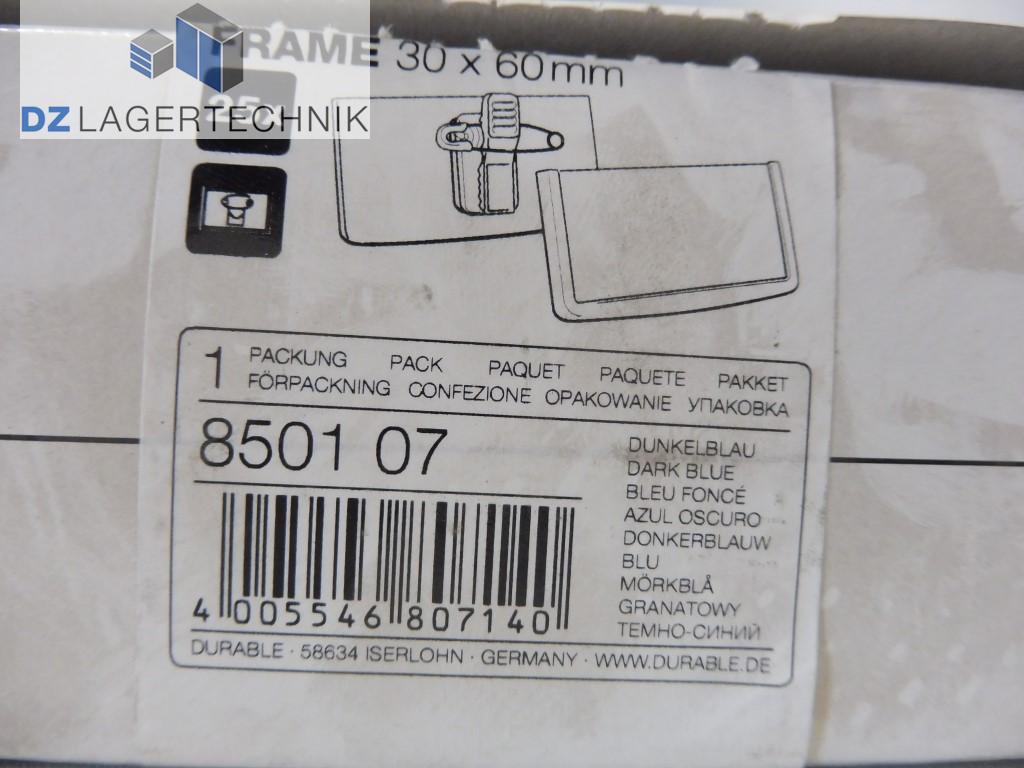 FRAME 30 x 60mm
25x
DZ LAGERTECHNIK
1 PACKUNG PACK PAQUET PAQUETE PAKKET
FÖRPACKNING CONFEZIONE OPAKOWANIE УПАКОВКА
8501 07
DUNKELBLAU
DARK BLUE
BLEU FONCÉ
AZUL OSCURO
DONKERBLAUW
BLU
MÖRKBLÅ
GRANATOWY
ТЕМНО-СИНИЙ
4 005546 807140
DURABLE · 58634 ISERLOHN · GERMANY · WWW.DURABLE.DE